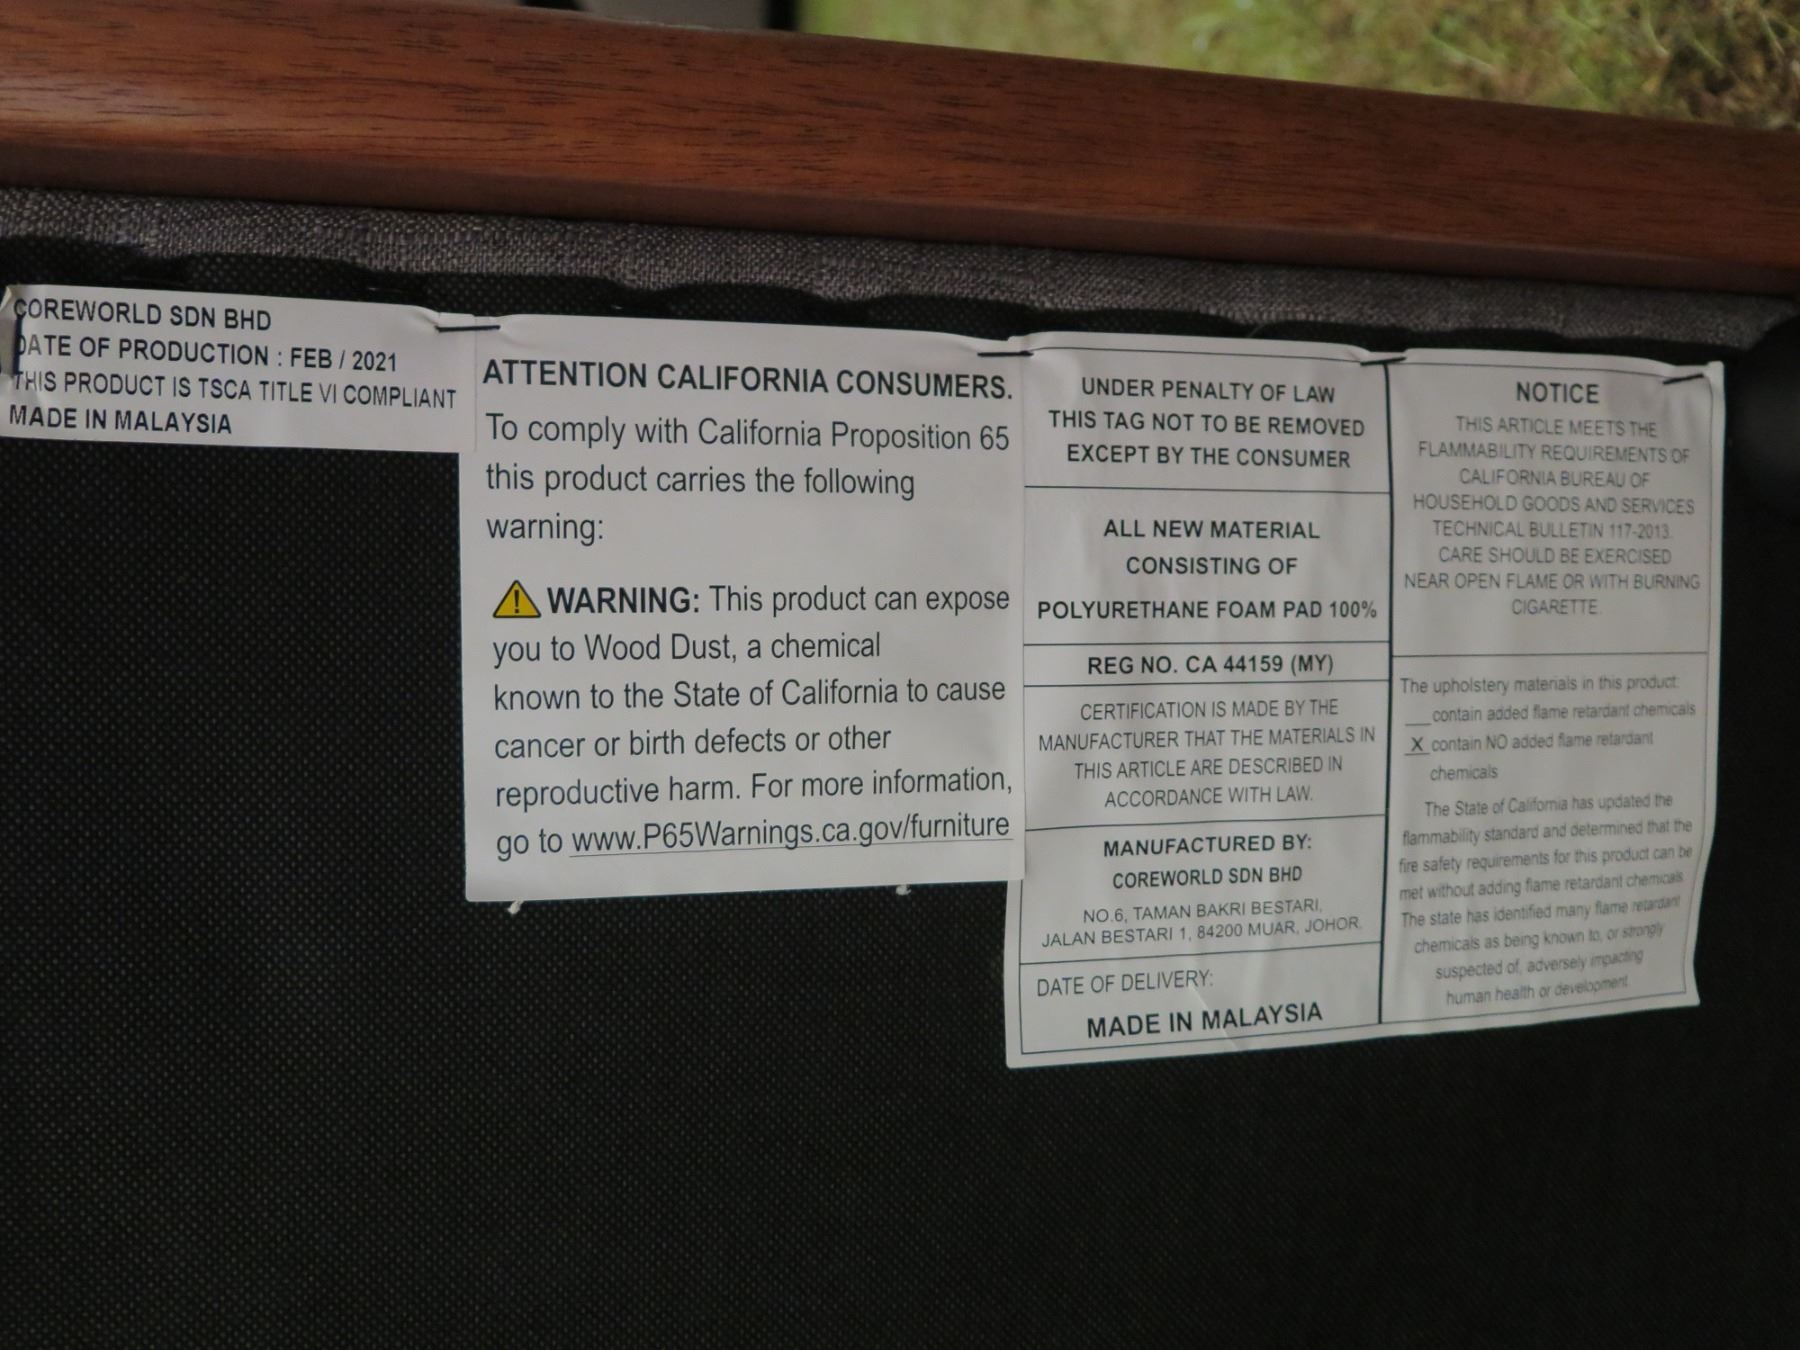 COREWORLD SDN BHD
DATE OF PRODUCTION : FEB / 2021
THIS PRODUCT IS TSCA TITLE VI COMPLIANT
MADE IN MALAYSIA
ATTENTION CALIFORNIA CONSUMERS.
To comply with California Proposition 65
this product carries the following
warning:
WARNING: This product can expose
you to Wood Dust, a chemical
known to the State of California to cause
cancer or birth defects or other
reproductive harm. For more information,
go to www.P65Warnings.ca.gov/furniture
UNDER PENALTY OF LAW
THIS TAG NOT TO BE REMOVED
EXCEPT BY THE CONSUMER
ALL NEW MATERIAL
CONSISTING OF
POLYURETHANE FOAM PAD 100%
REG NO. CA 44159 (MY)
CERTIFICATION IS MADE BY THE
MANUFACTURER THAT THE MATERIALS IN
THIS ARTICLE ARE DESCRIBED IN
ACCORDANCE WITH LAW.
MANUFACTURED BY:
COREWORLD SDN BHD
NO.6, TAMAN BAKRI BESTARI,
JALAN BESTARI 1, 84200 MUAR, JOHOR.
DATE OF DELIVERY:
MADE IN MALAYSIA
NOTICE
THIS ARTICLE MEETS THE
FLAMMABILITY REQUIREMENTS OF
CALIFORNIA BUREAU OF
HOUSEHOLD GOODS AND SERVICES
TECHNICAL BULLETIN 117-2013.
CARE SHOULD BE EXERCISED
NEAR OPEN FLAME OR WITH BURNING
CIGARETTE.
The upholstery materials in this product:
___contain added flame retardant chemicals
_X_contain NO added flame retardant
chemicals
The State of California has updated the
flammability standard and determined that the
fire safety requirements for this product can be
met without adding flame retardant chemicals.
The state has identified many flame retardant
chemicals as being known to, or strongly
suspected of, adversely impacting
human health or development.